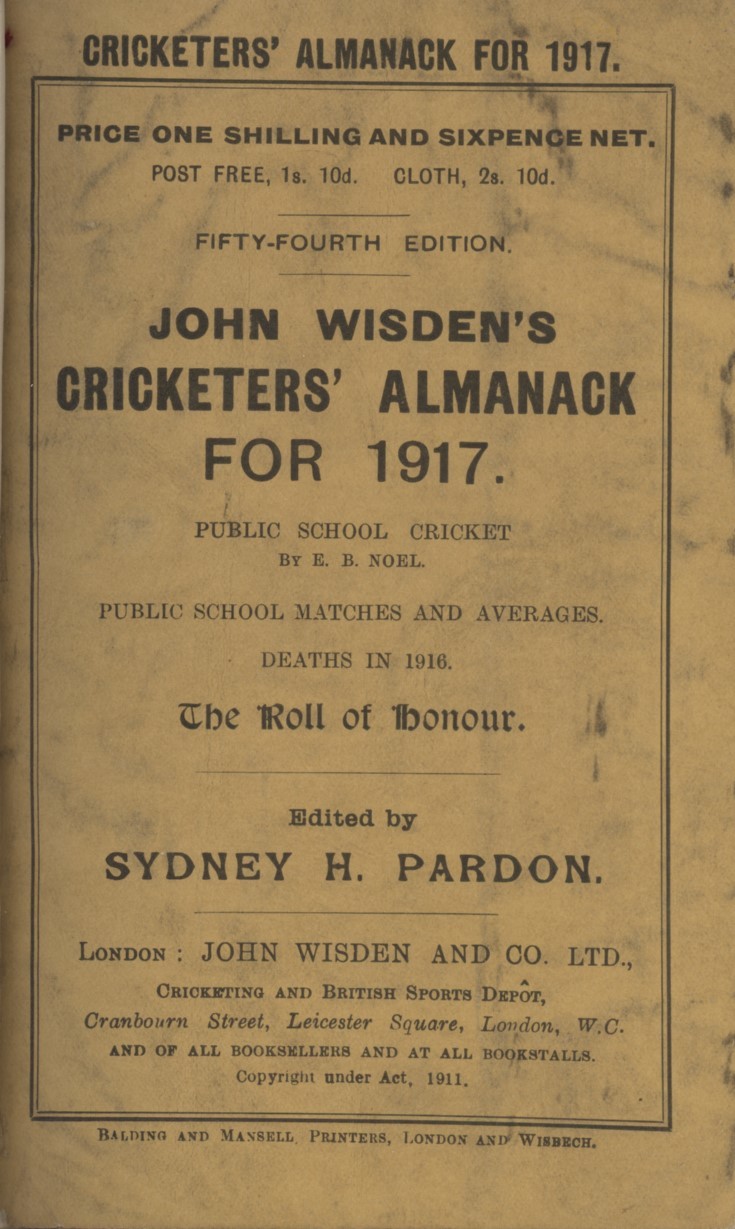 CRICKETERS' ALMANACK FOR 1917.
PRICE ONE SHILLING AND SIXPENCE NET.
POST FREE, 1s. 10d. CLOTH, 2s. 10d.
FIFTY-FOURTH EDITION.
JOHN WISDEN'S
CRICKETERS' ALMANACK
FOR 1917.
PUBLIC SCHOOL CRICKET
BY E. B. NOEL.
PUBLIC SCHOOL MATCHES AND AVERAGES.
DEATHS IN 1916.
The Roll of Honour.
Edited by
SYDNEY H. PARDON.
LONDON: JOHN WISDEN AND CO. LTD.,
CRICKETING AND BRITISH SPORTS DEPÔT,
Cranbourn Street, Leicester Square, London, W.C.
AND OF ALL BOOKSELLERS AND AT ALL BOOKSTALLS.
Copyright under Act, 1911.
BALDING AND MANSELL, PRINTERS, LONDON AND WISBECH.